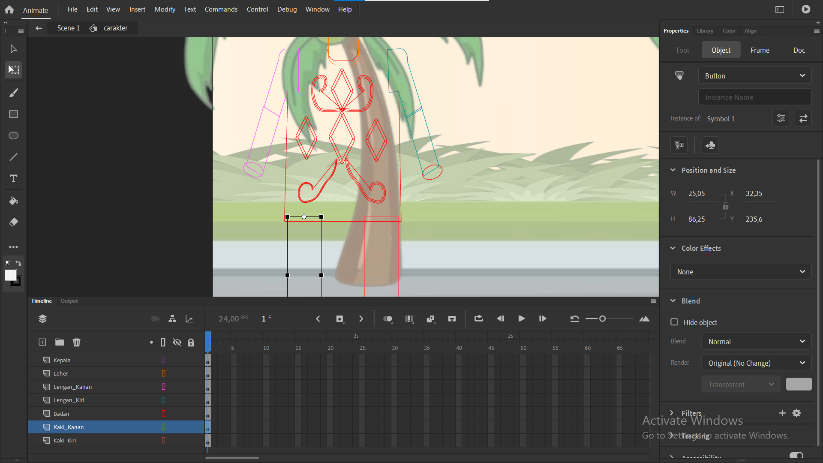 Animate File Edit View Insert Modify Text Commands Control Debug Window Help
Scene 1 carakter
Properties Library Color Align
Tool Object Frame Doc
Button
Instance Name
Instance of: Symbol 1
Position and Size
W 25,05 X 32,35
H 86,25 Y 235,6
Color Effects
None
Blend
Hide object
Blend Normal
Render Original (No Change)
Transparent
Filters
Tracking
Accessibility
Activate Windows
Go to Settings to activate Windows.
Timeline Output
24,00 FPS 1 F
1s 2s
5 10 15 20 25 30 35 40 45 50 55 60 65
Kepala
Leher
Lengan_Kanan
Lengan_Kiri
Badan
Kaki_Kanan
Kaki_Kiri